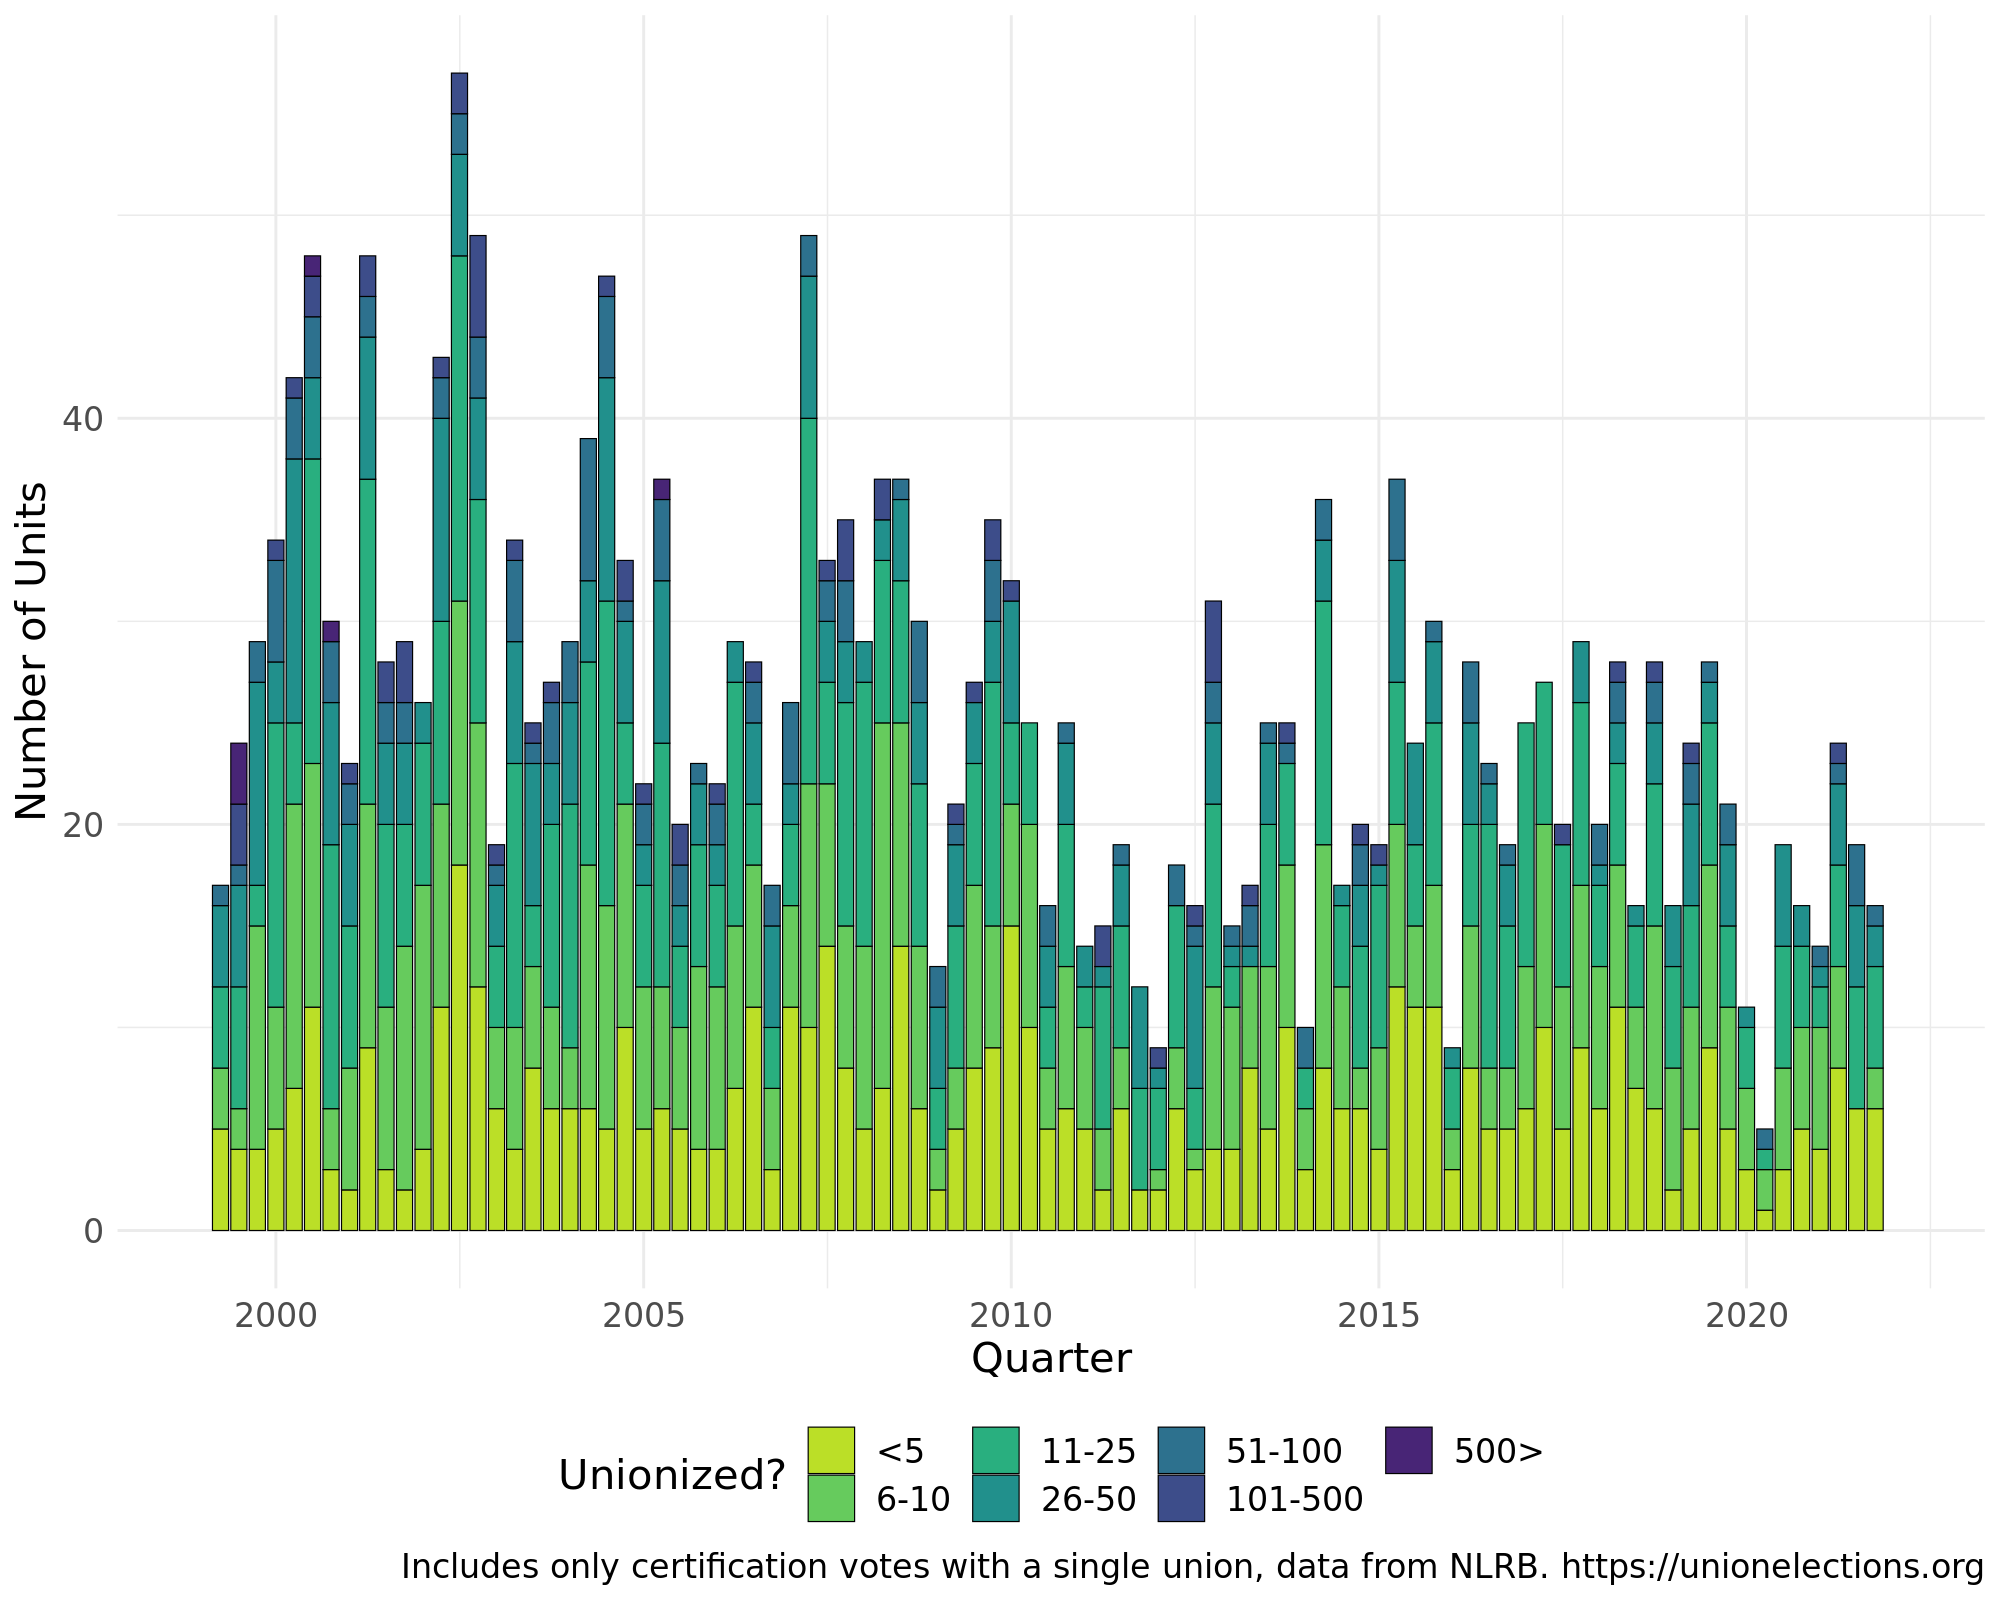 Number of Units
40
20
0
2000 2005 2010 2015 2020
Quarter
Unionized?
<5 11-25 51-100 500>
6-10 26-50 101-500
Includes only certification votes with a single union, data from NLRB. https://unionelections.org